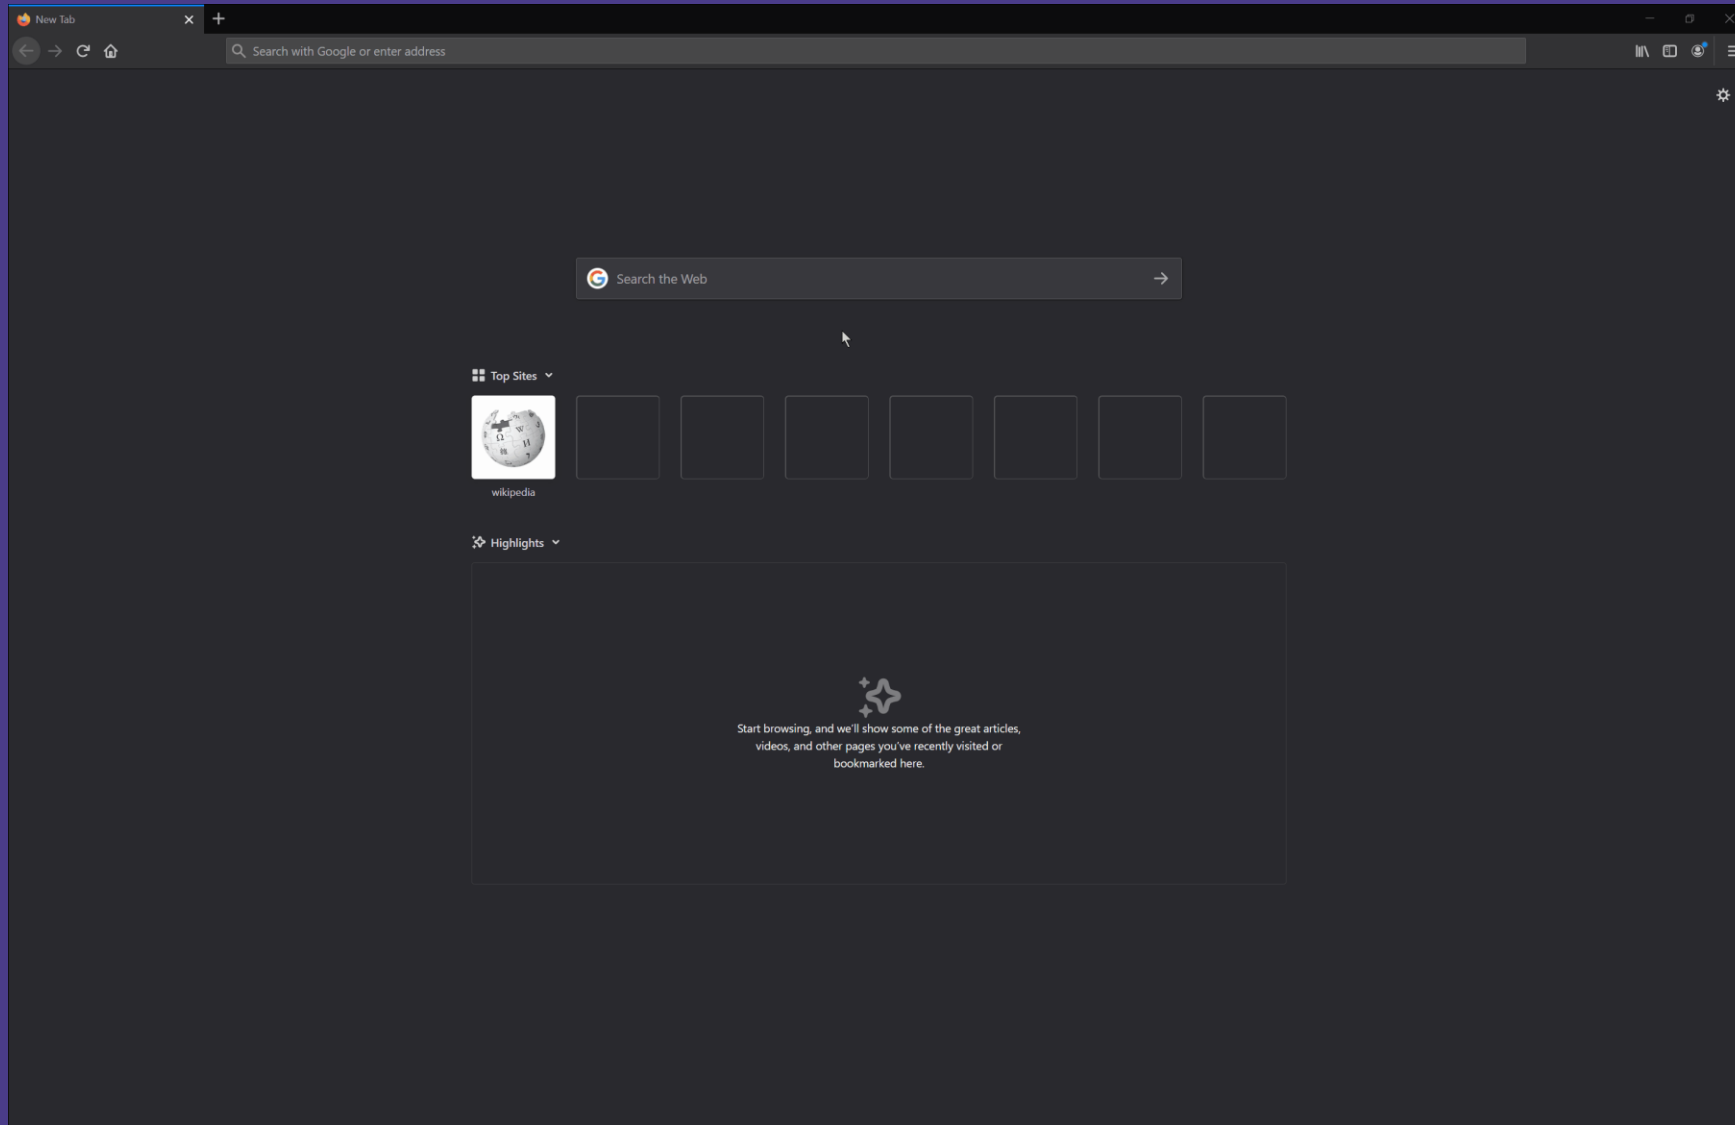 New Tab
Search with Google or enter address
Search the Web
Top Sites
wikipedia
Highlights
Start browsing, and we'll show some of the great articles,
videos, and other pages you've recently visited or
bookmarked here.